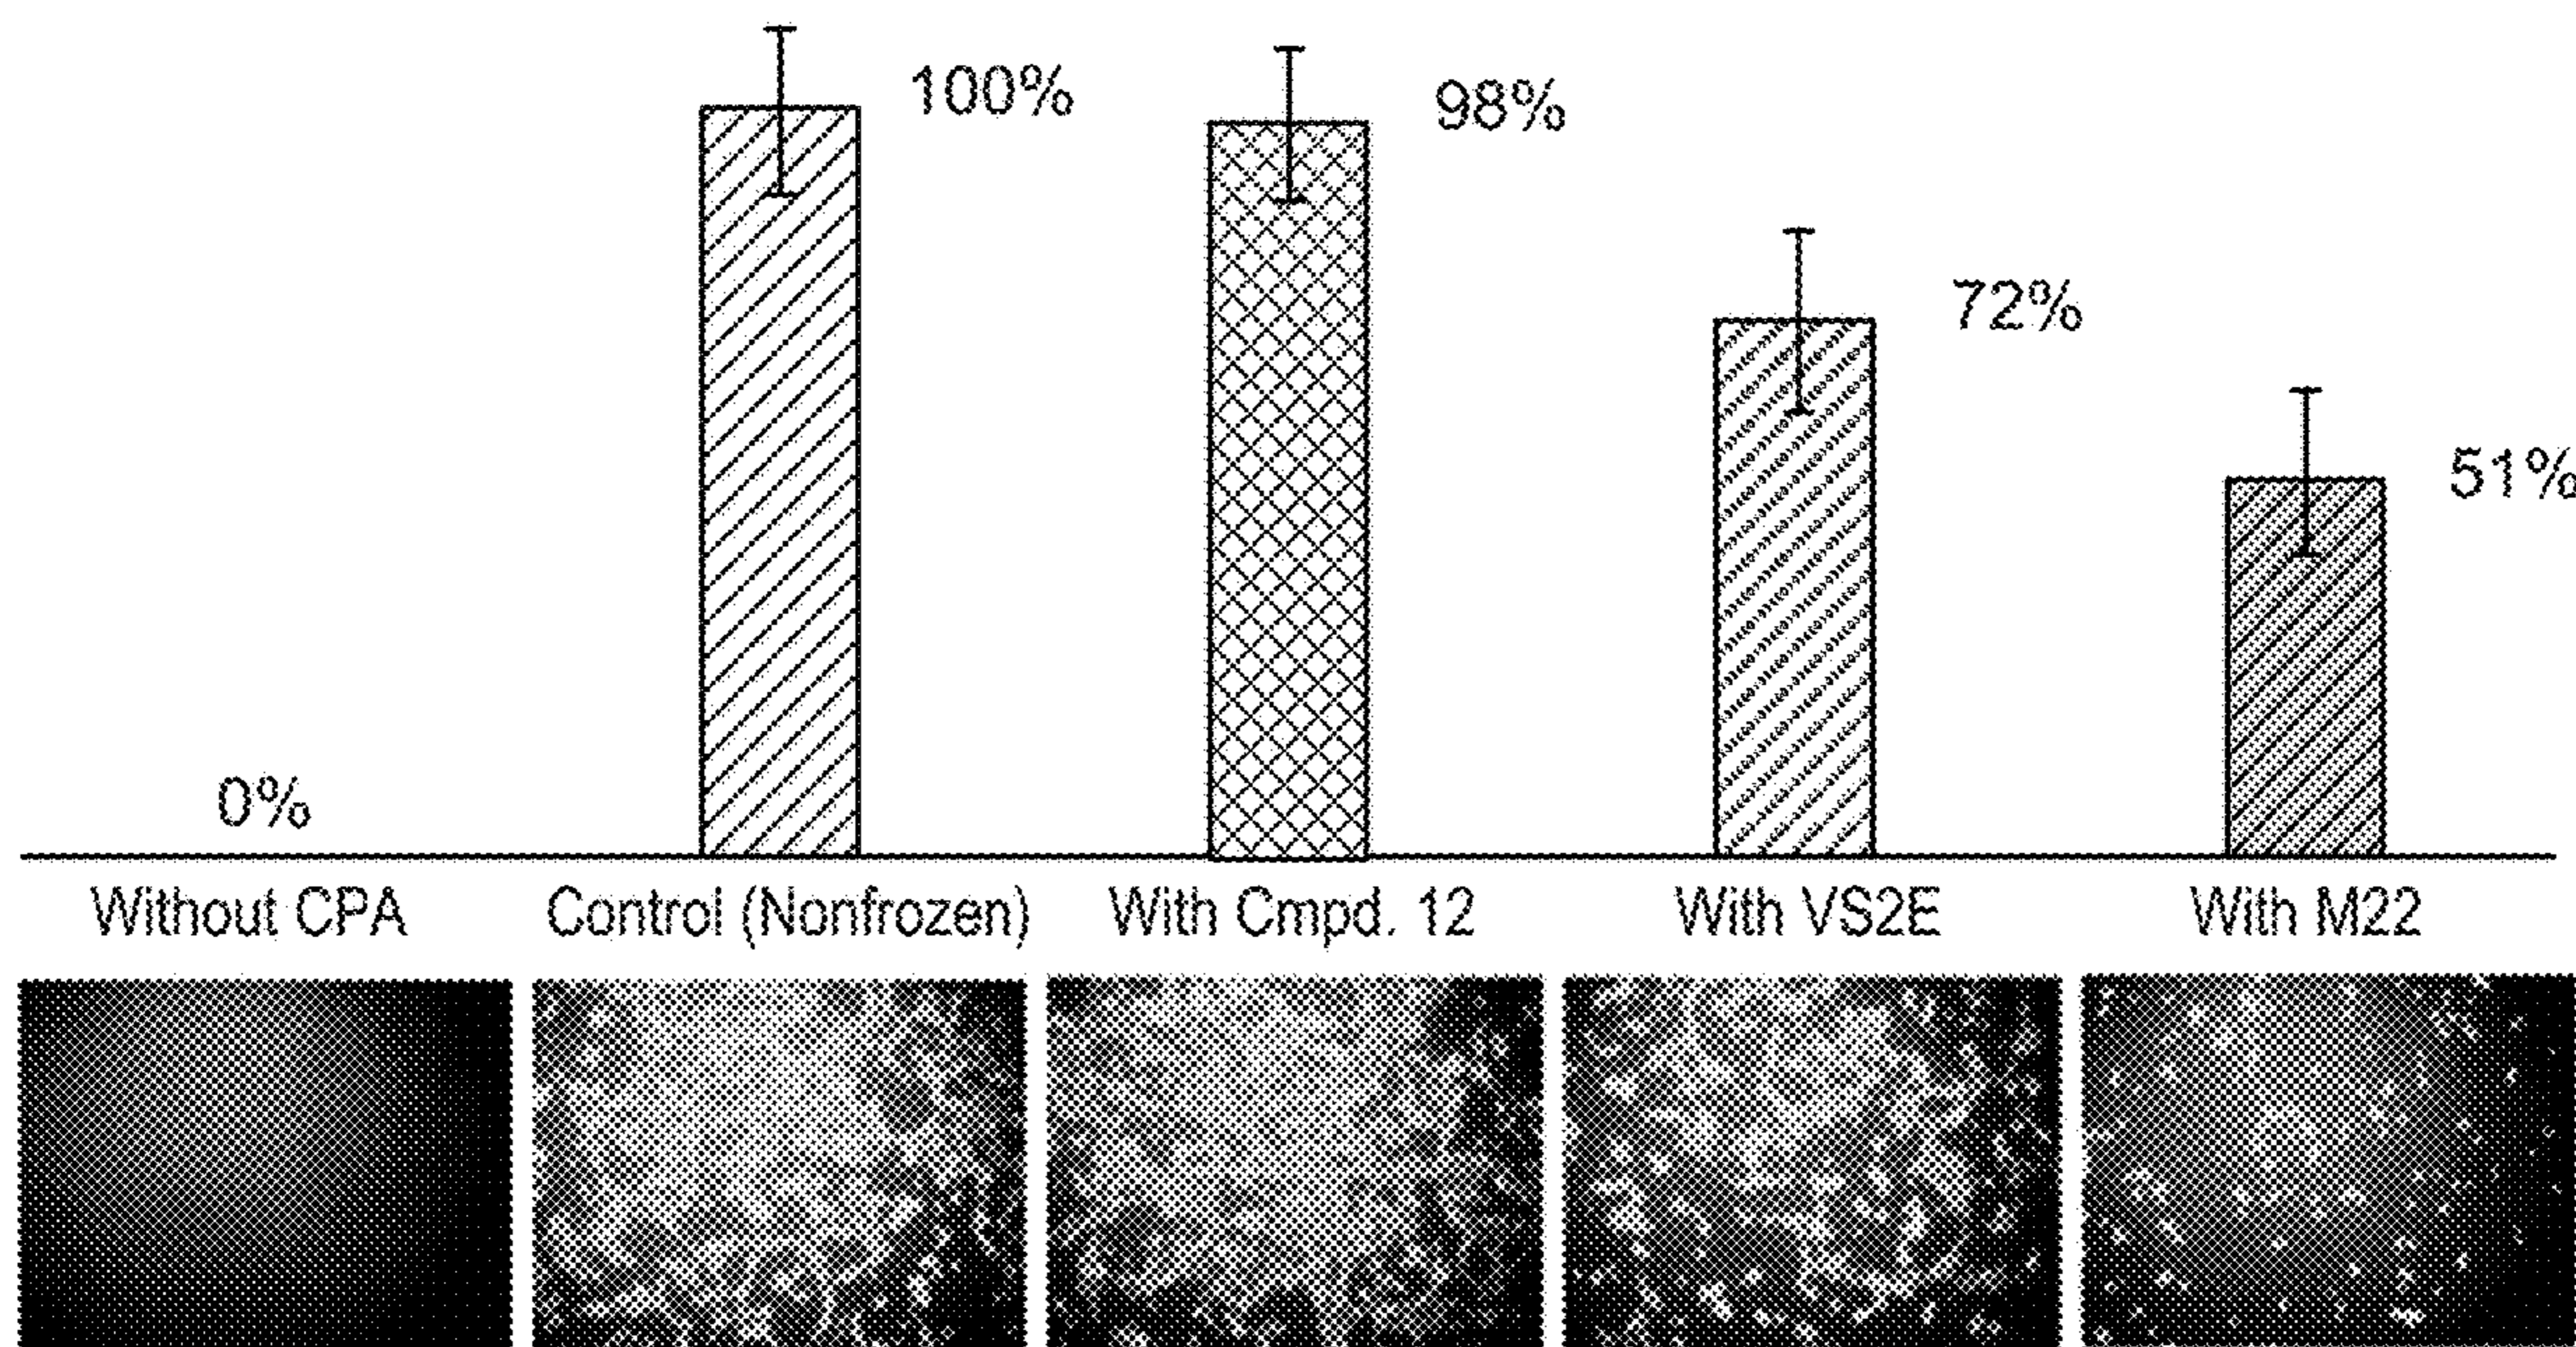 100%
98%
72%
51%
0%
Without CPA
Control (Nonfrozen)
With Cmpd. 12
With VS2E
With M22